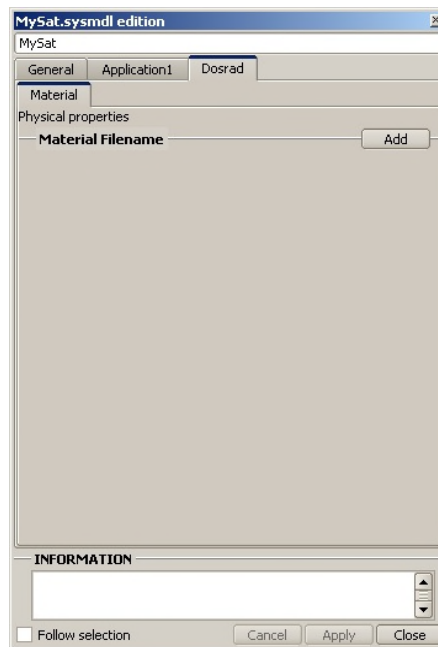 MySat.sysmdl edition
MySat
General Application1 Dosrad
Material
Physical properties
Material Filename Add
INFORMATION
Follow selection Cancel Apply Close